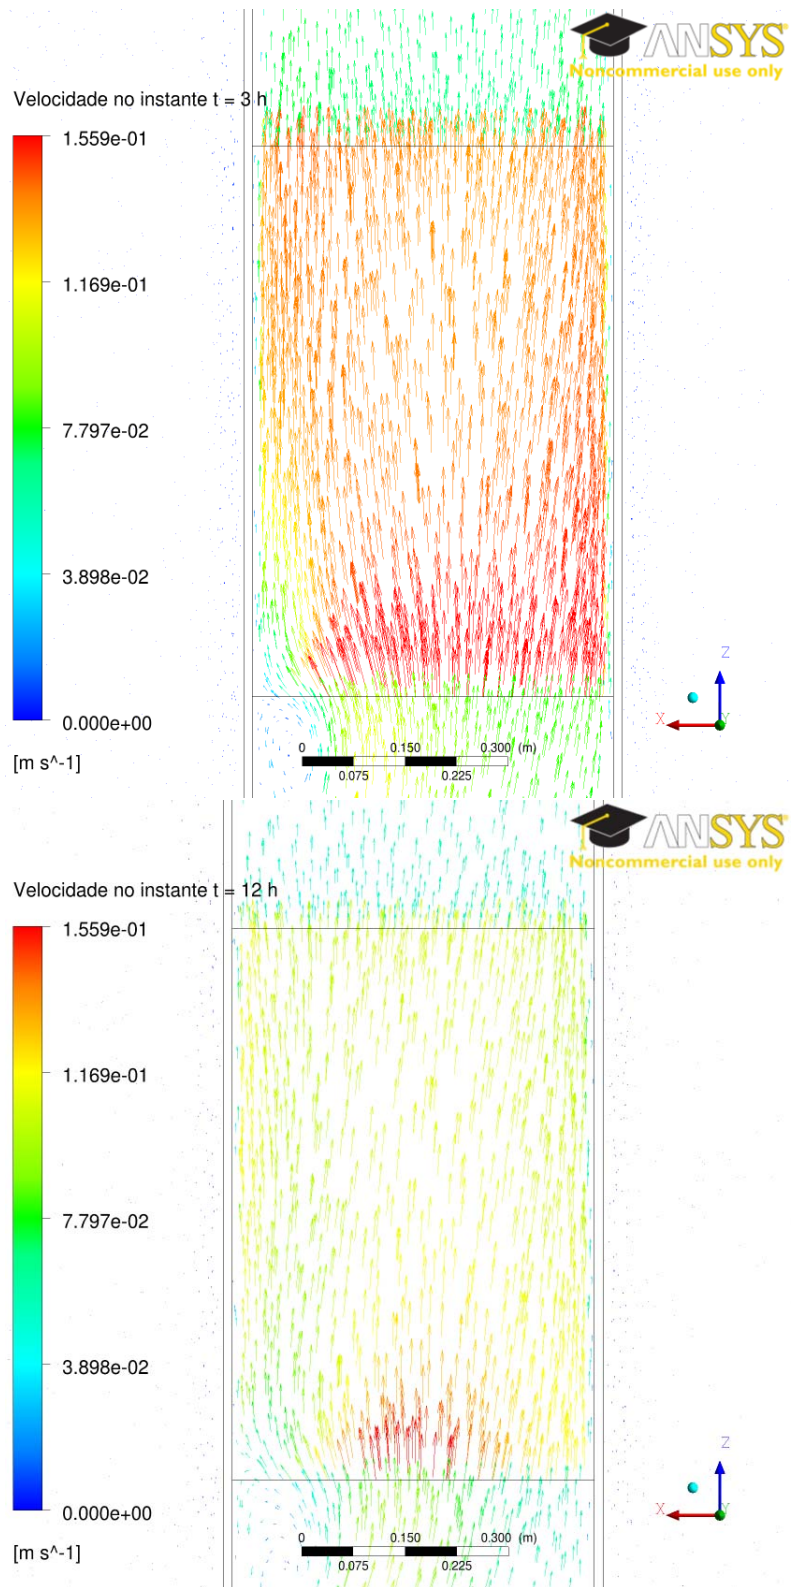 ANSYS
Noncommercial use only
Velocidade no instante t = 3 h
1.559e-01
1.169e-01
7.797e-02
3.898e-02
0.000e+00
[m s^-1]
0 0.150 0.300 (m)
0.075 0.225
Z
X
Y
ANSYS
Noncommercial use only
Velocidade no instante t = 12 h
1.559e-01
1.169e-01
7.797e-02
3.898e-02
0.000e+00
[m s^-1]
0 0.150 0.300 (m)
0.075 0.225
Z
X
Y